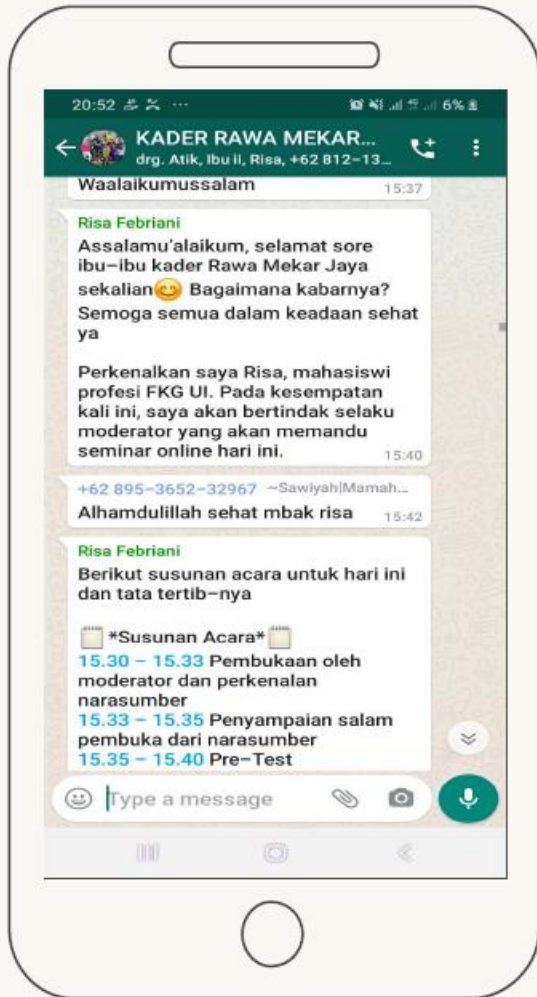 20:52 ... 6%
KADER RAWA MEKAR...
drg. Atik, Ibu ii, Risa, +62 812-13...
Waalaikumussalam 15:37
Risa Febriani
Assalamu'alaikum, selamat sore
ibu-ibu kader Rawa Mekar Jaya
sekalian😊 Bagaimana kabarnya?
Semoga semua dalam keadaan sehat
ya
Perkenalkan saya Risa, mahasiswi
profesi FKG UI. Pada kesempatan
kali ini, saya akan bertindak selaku
moderator yang akan memandu
seminar online hari ini. 15:40
+62 895-3652-32967 ~Sawiyah|Mamah...
Alhamdulillah sehat mbak risa 15:42
Risa Febriani
Berikut susunan acara untuk hari ini
dan tata tertib-nya
🗒*Susunan Acara*🗒
15.30 - 15.33 Pembukaan oleh
moderator dan perkenalan
narasumber
15.33 - 15.35 Penyampaian salam
pembuka dari narasumber
15.35 - 15.40 Pre-Test
Type a message